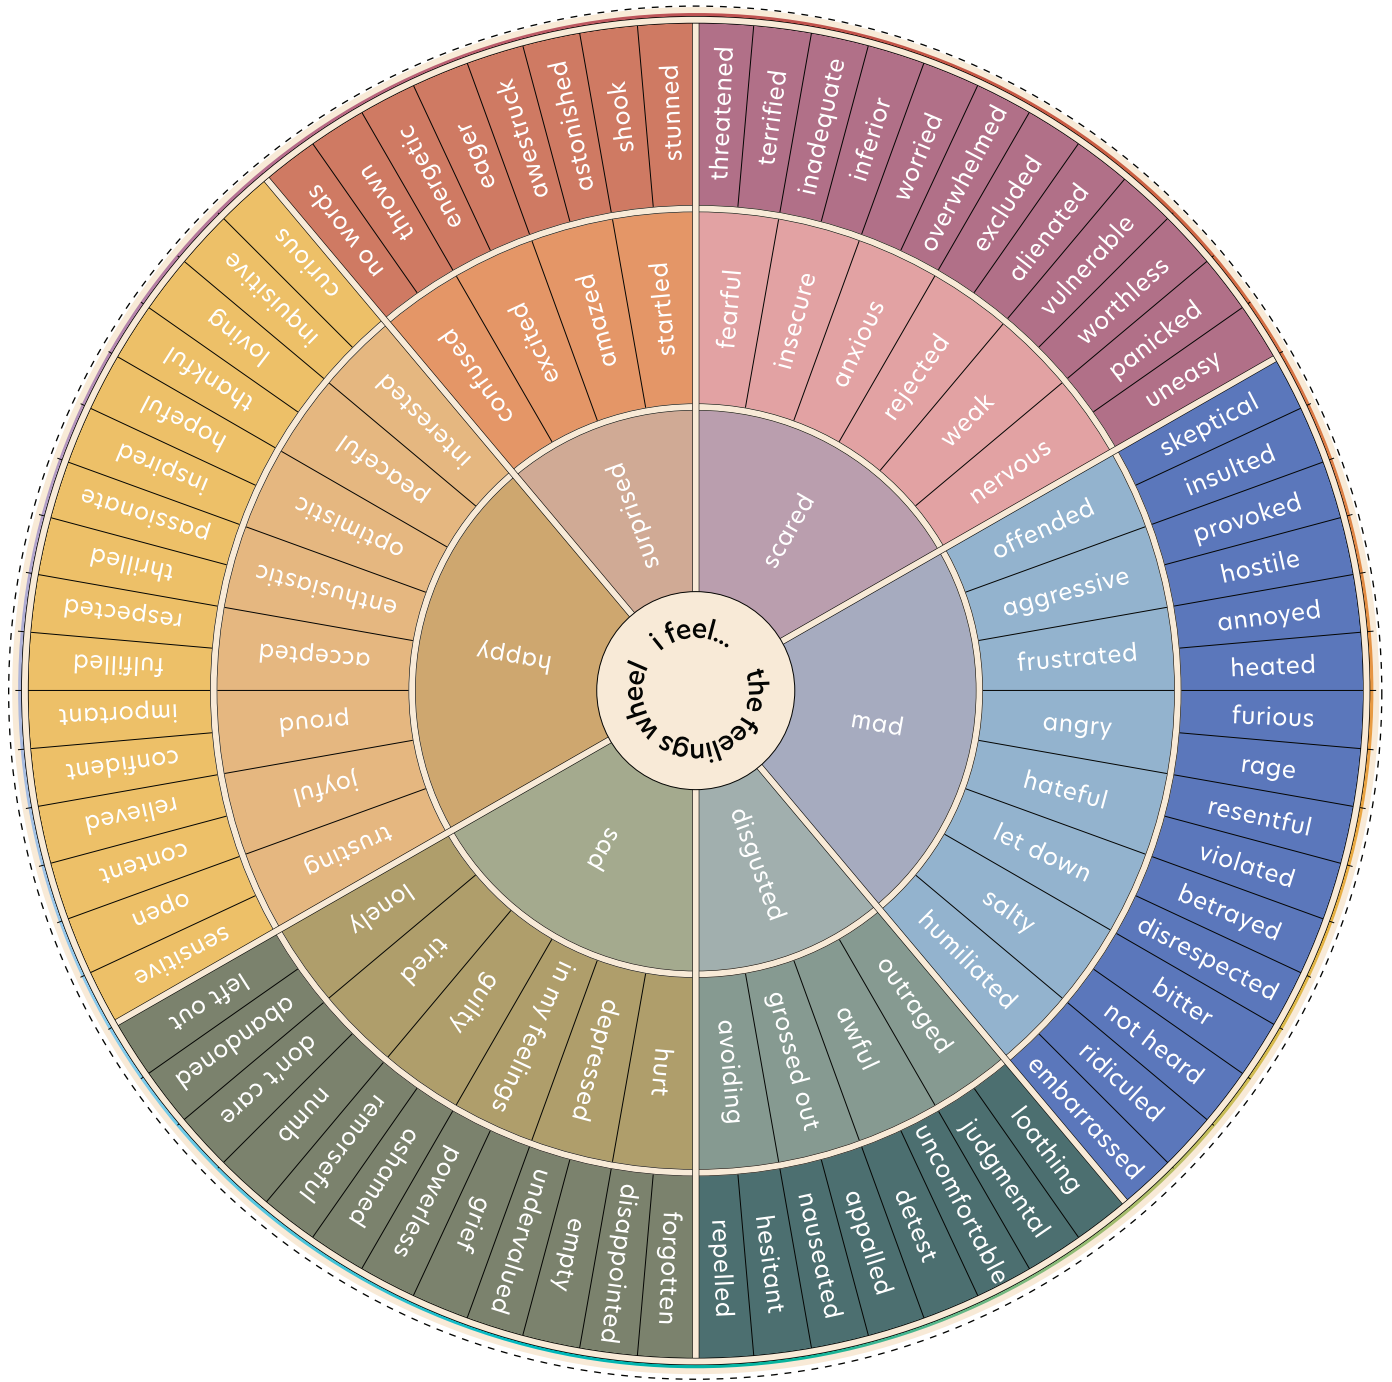 i feel...
the feelings wheel
scared
fearful
insecure
anxious
rejected
weak
nervous
threatened
terrified
inadequate
inferior
worried
overwhelmed
excluded
alienated
vulnerable
worthless
panicked
uneasy
mad
offended
aggressive
frustrated
angry
hateful
let down
salty
humiliated
skeptical
insulted
provoked
hostile
annoyed
heated
furious
rage
resentful
violated
betrayed
disrespected
bitter
not heard
ridiculed
embarrassed
disgusted
outraged
awful
grossed out
avoiding
loathing
judgmental
uncomfortable
detest
appalled
nauseated
hesitant
repelled
sad
hurt
depressed
in my feelings
guilty
tired
lonely
forgotten
disappointed
empty
undervalued
grief
powerless
ashamed
remorseful
numb
don't care
abandoned
left out
happy
trusting
joyful
proud
accepted
enthusiastic
optimistic
peaceful
interested
sensitive
open
content
relieved
confident
important
fulfilled
respected
thrilled
passionate
inspired
hopeful
thankful
loving
inquisitive
curious
surprised
confused
excited
amazed
startled
no words
thrown
energetic
eager
awestruck
astonished
shook
stunned